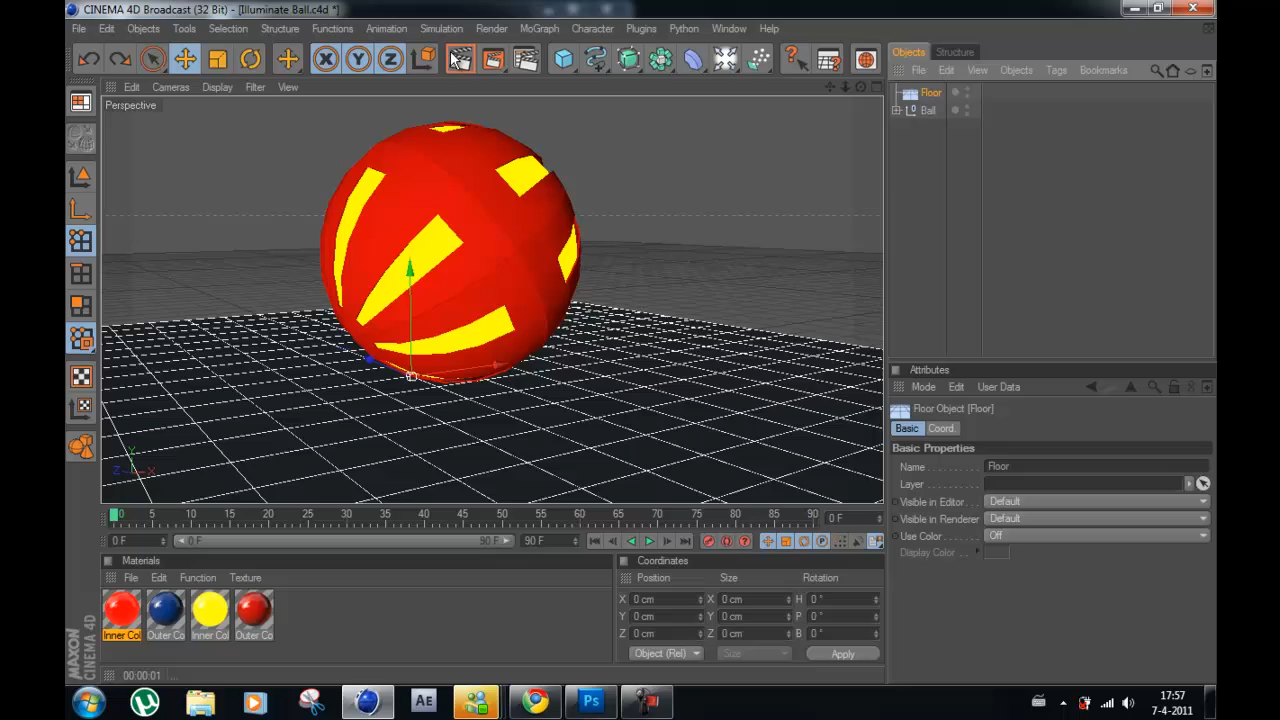 CINEMA 4D Broadcast (32 Bit) - [Illuminate Ball.c4d *]
File Edit Objects Tools Selection Structure Functions Animation Simulation Render MoGraph Character Plugins Python Window Help
X Y Z
Objects Structure
File Edit View Objects Tags Bookmarks
Floor
Ball
Edit Cameras Display Filter View
Perspective
Y
Z X
Attributes
Mode Edit User Data
Floor Object [Floor]
Basic Coord.
Basic Properties
Name Floor
Layer
Visible in Editor Default
Visible in Renderer Default
Use Color Off
Display Color
0 5 10 15 20 25 30 35 40 45 50 55 60 65 70 75 80 85 90 0 F
0 F 0 F 90 F 90 F
Materials
File Edit Function Texture
Inner Col Outer Co Inner Col Outer Co
Coordinates
Position Size Rotation
X 0 cm X 0 cm H 0 °
Y 0 cm Y 0 cm P 0 °
Z 0 cm Z 0 cm B 0 °
Object (Rel) Size Apply
MAXON
CINEMA 4D
00:00:01 ...
Ae Ps
17:57
7-4-2011